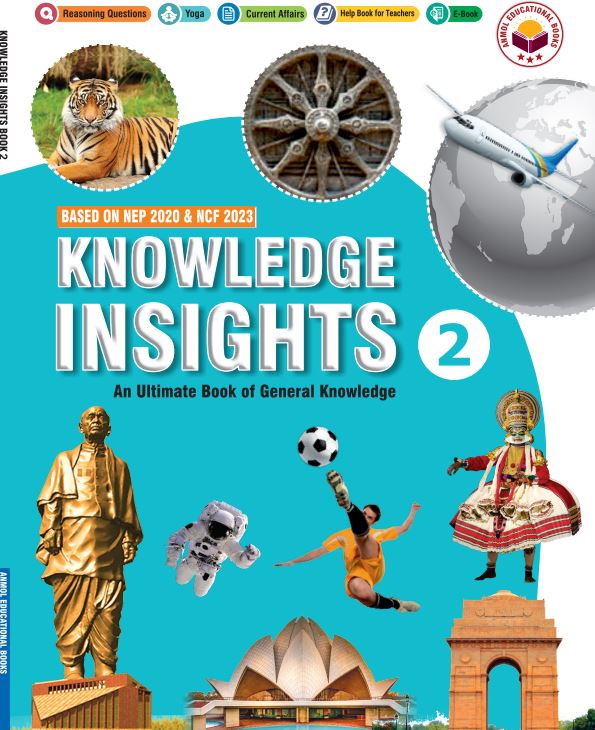 Reasoning Questions
Yoga
Current Affairs
Help Book for Teachers
E-Book
ANMOL EDUCATIONAL BOOKS
KNOWLEDGE INSIGHTS BOOK 2
BASED ON NEP 2020 & NCF 2023
KNOWLEDGE
INSIGHTS
2
An Ultimate Book of General Knowledge
ANMOL EDUCATIONAL BOOKS